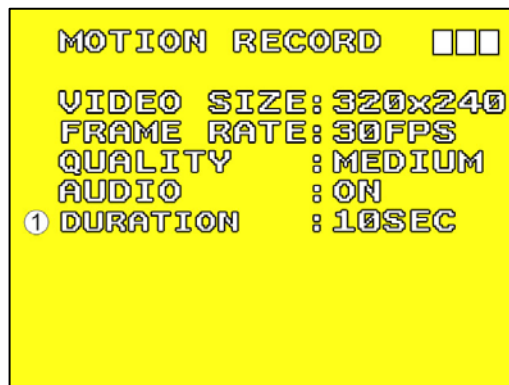 MOTION RECORD
VIDEO SIZE:320x240
FRAME RATE:30FPS
QUALITY :MEDIUM
AUDIO :ON
1 DURATION :10SEC